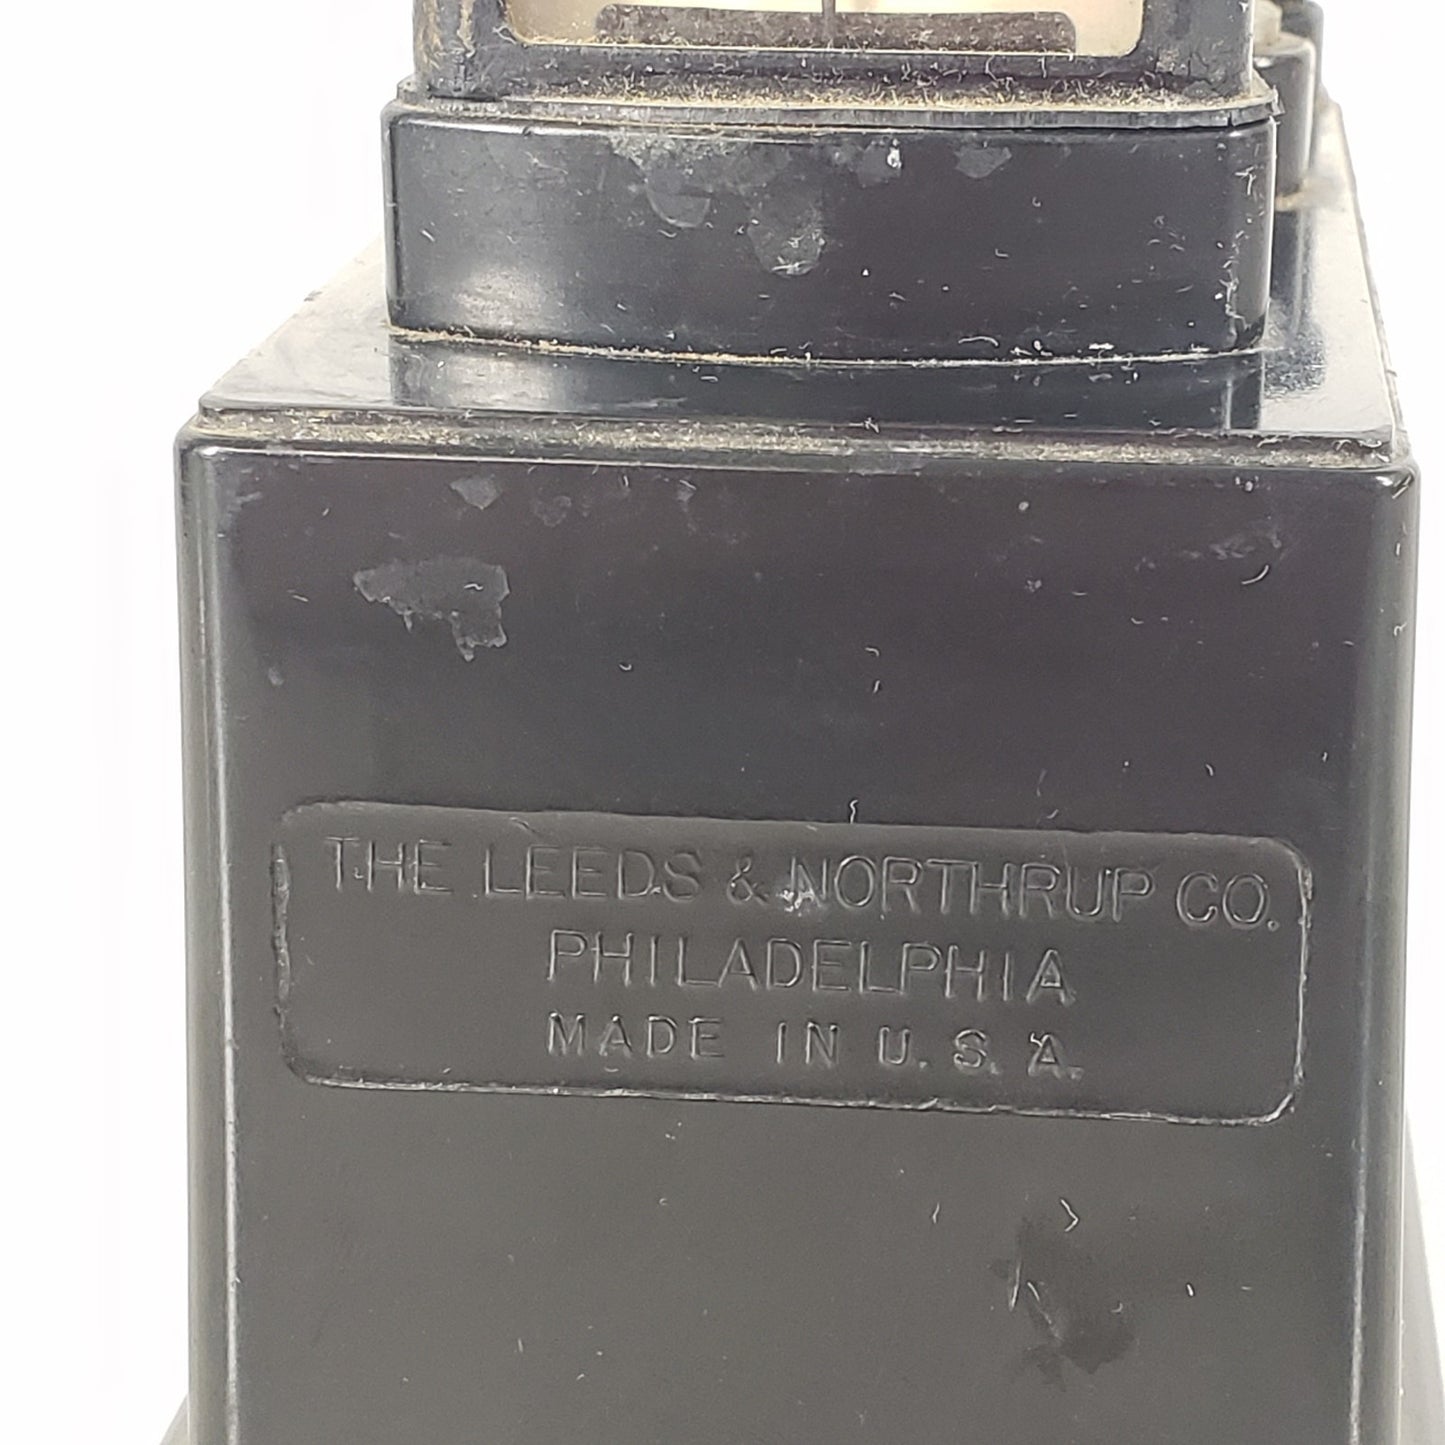 THE LEEDS & NORTHRUP CO.
PHILADELPHIA
MADE IN U.S.A.